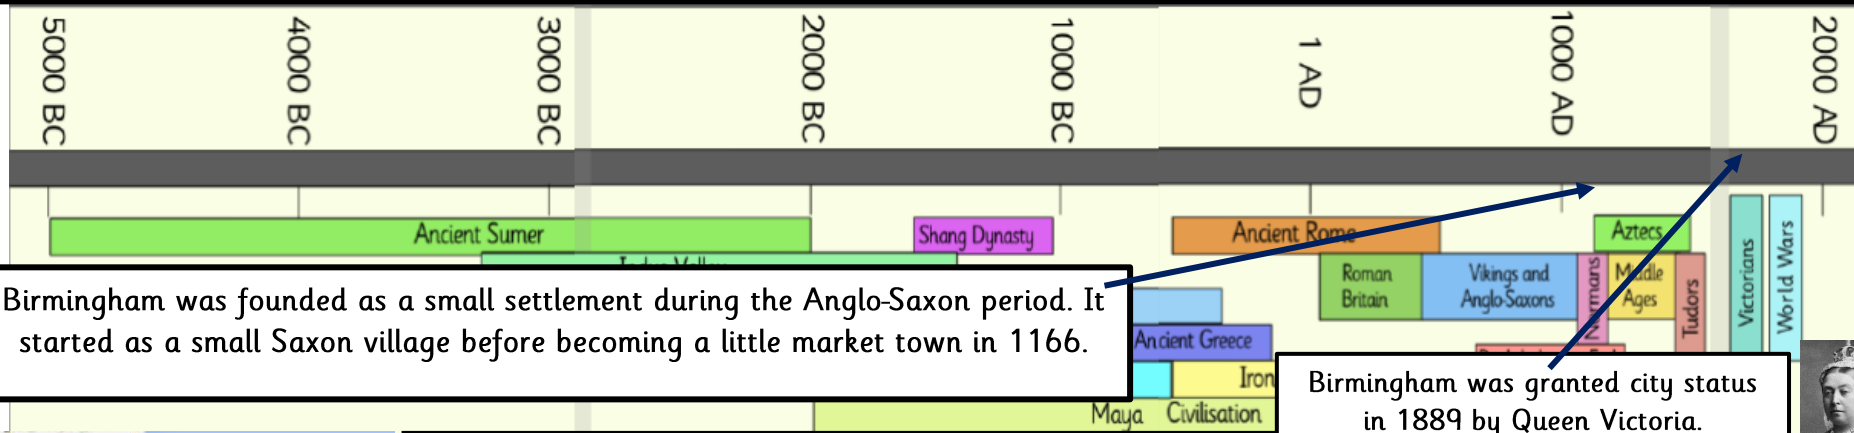 5000 BC
4000 BC
3000 BC
2000 BC
1000 BC
1 AD
1000 AD
2000 AD
Ancient Sumer
Shang Dynasty
Ancient Rome
Aztecs
Roman
Britain
Vikings and
Anglo-Saxons
Normans
Middle
Ages
Tudors
Victorians
World Wars
Birmingham was founded as a small settlement during the Anglo-Saxon period. It
started as a small Saxon village before becoming a little market town in 1166.
Ancient Greece
Iron
Maya Civilisation
Birmingham was granted city status
in 1889 by Queen Victoria.